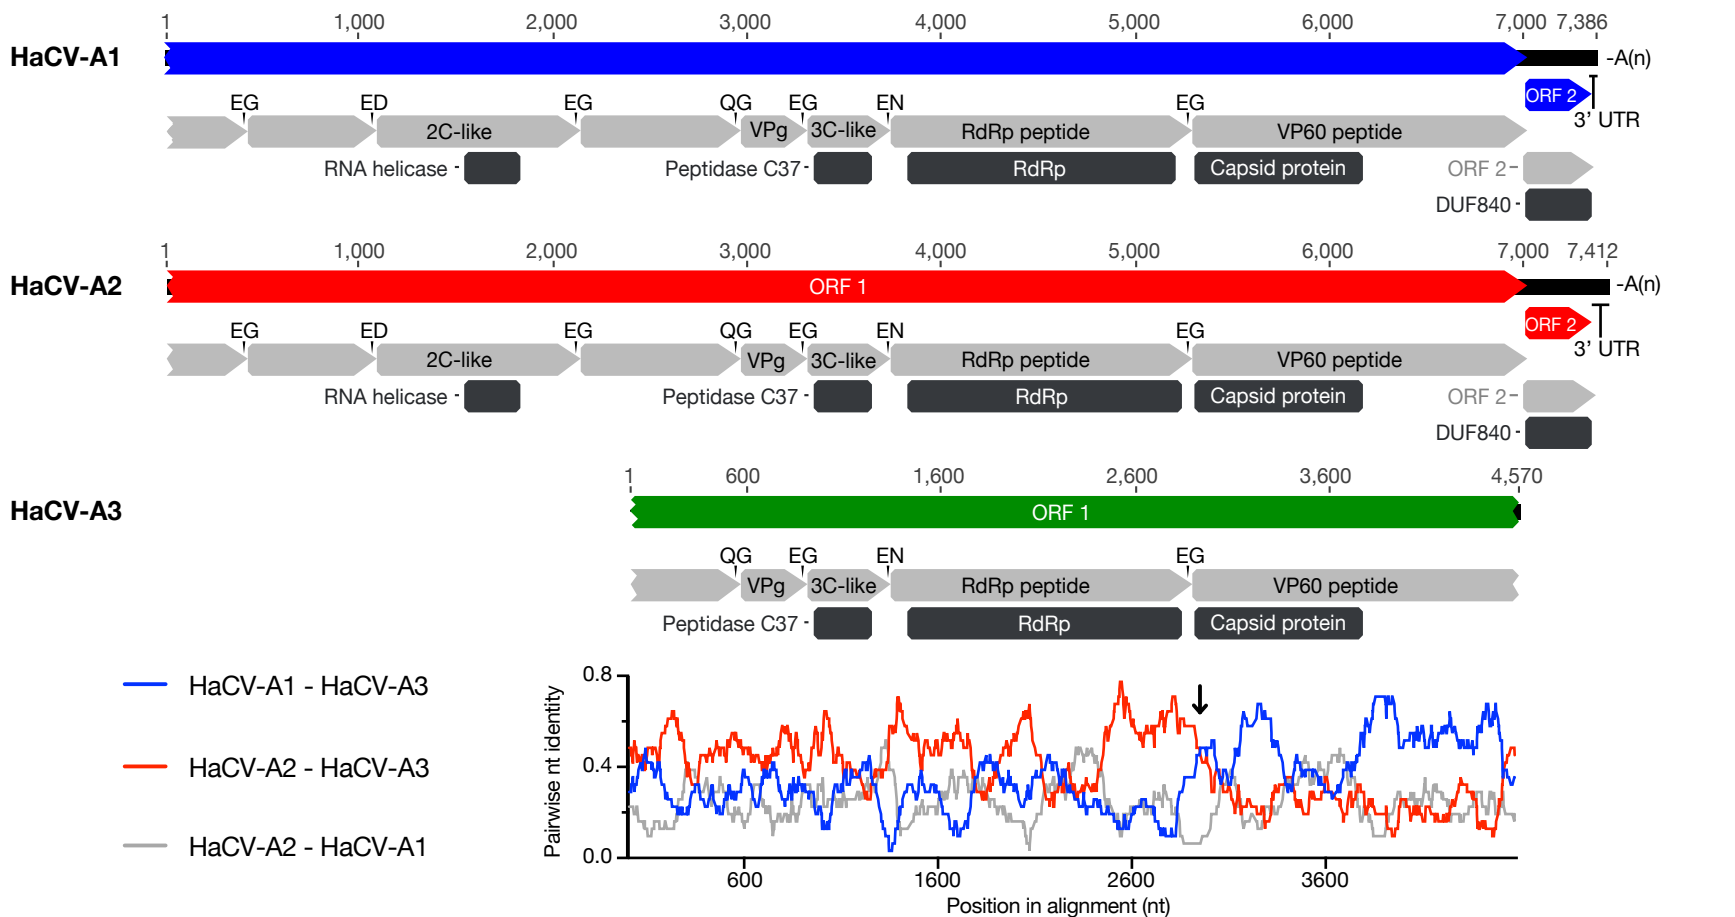 1 1,000 2,000 3,000 4,000 5,000 6,000 7,000 7,386
HaCV-A1 -A(n)
ORF 2
EG ED EG QG EG EN EG
3’ UTR
2C-like VPg 3C-like RdRp peptide VP60 peptide
RNA helicase - Peptidase C37 - RdRp Capsid protein ORF 2 -
DUF840 -
1 1,000 2,000 3,000 4,000 5,000 6,000 7,000 7,412
HaCV-A2 ORF 1 -A(n)
ORF 2
EG ED EG QG EG EN EG
3’ UTR
2C-like VPg 3C-like RdRp peptide VP60 peptide
RNA helicase - Peptidase C37 - RdRp Capsid protein ORF 2 -
DUF840 -
1 600 1,600 2,600 3,600 4,570
HaCV-A3 ORF 1
QG EG EN EG
VPg 3C-like RdRp peptide VP60 peptide
Peptidase C37 - RdRp Capsid protein
HaCV-A1 - HaCV-A3
HaCV-A2 - HaCV-A3
HaCV-A2 - HaCV-A1
Pairwise nt identity
0.8
0.4
0.0
600 1600 2600 3600
Position in alignment (nt)